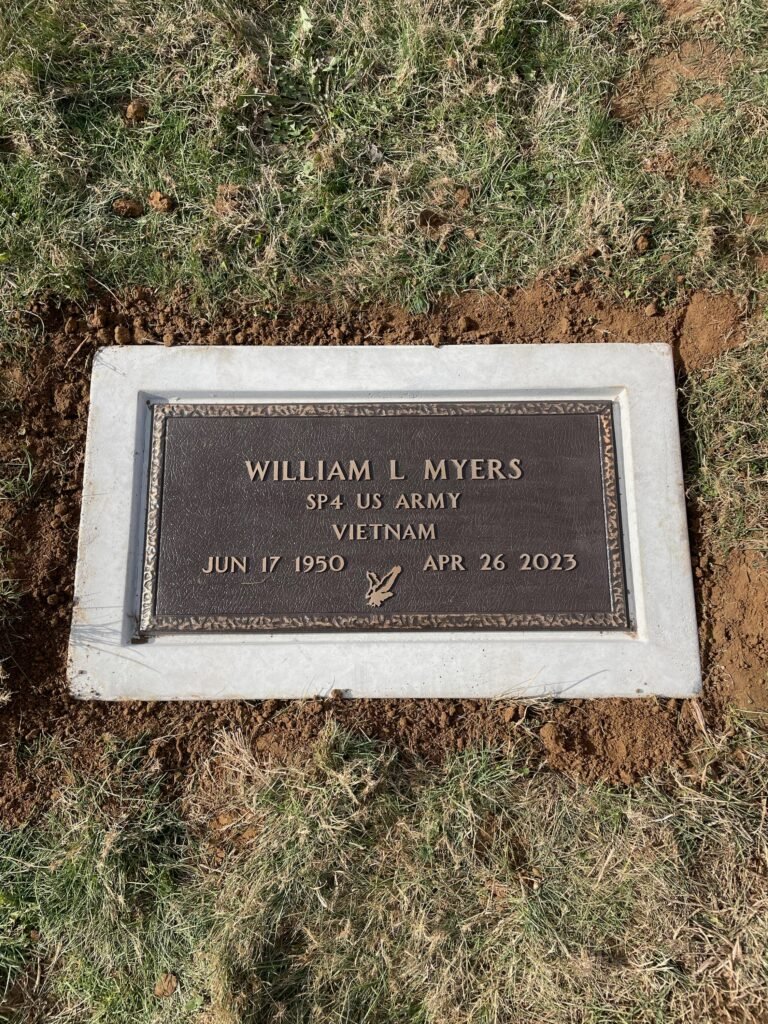 WILLIAM L MYERS
SP4 US ARMY
VIETNAM
JUN 17 1950 APR 26 2023